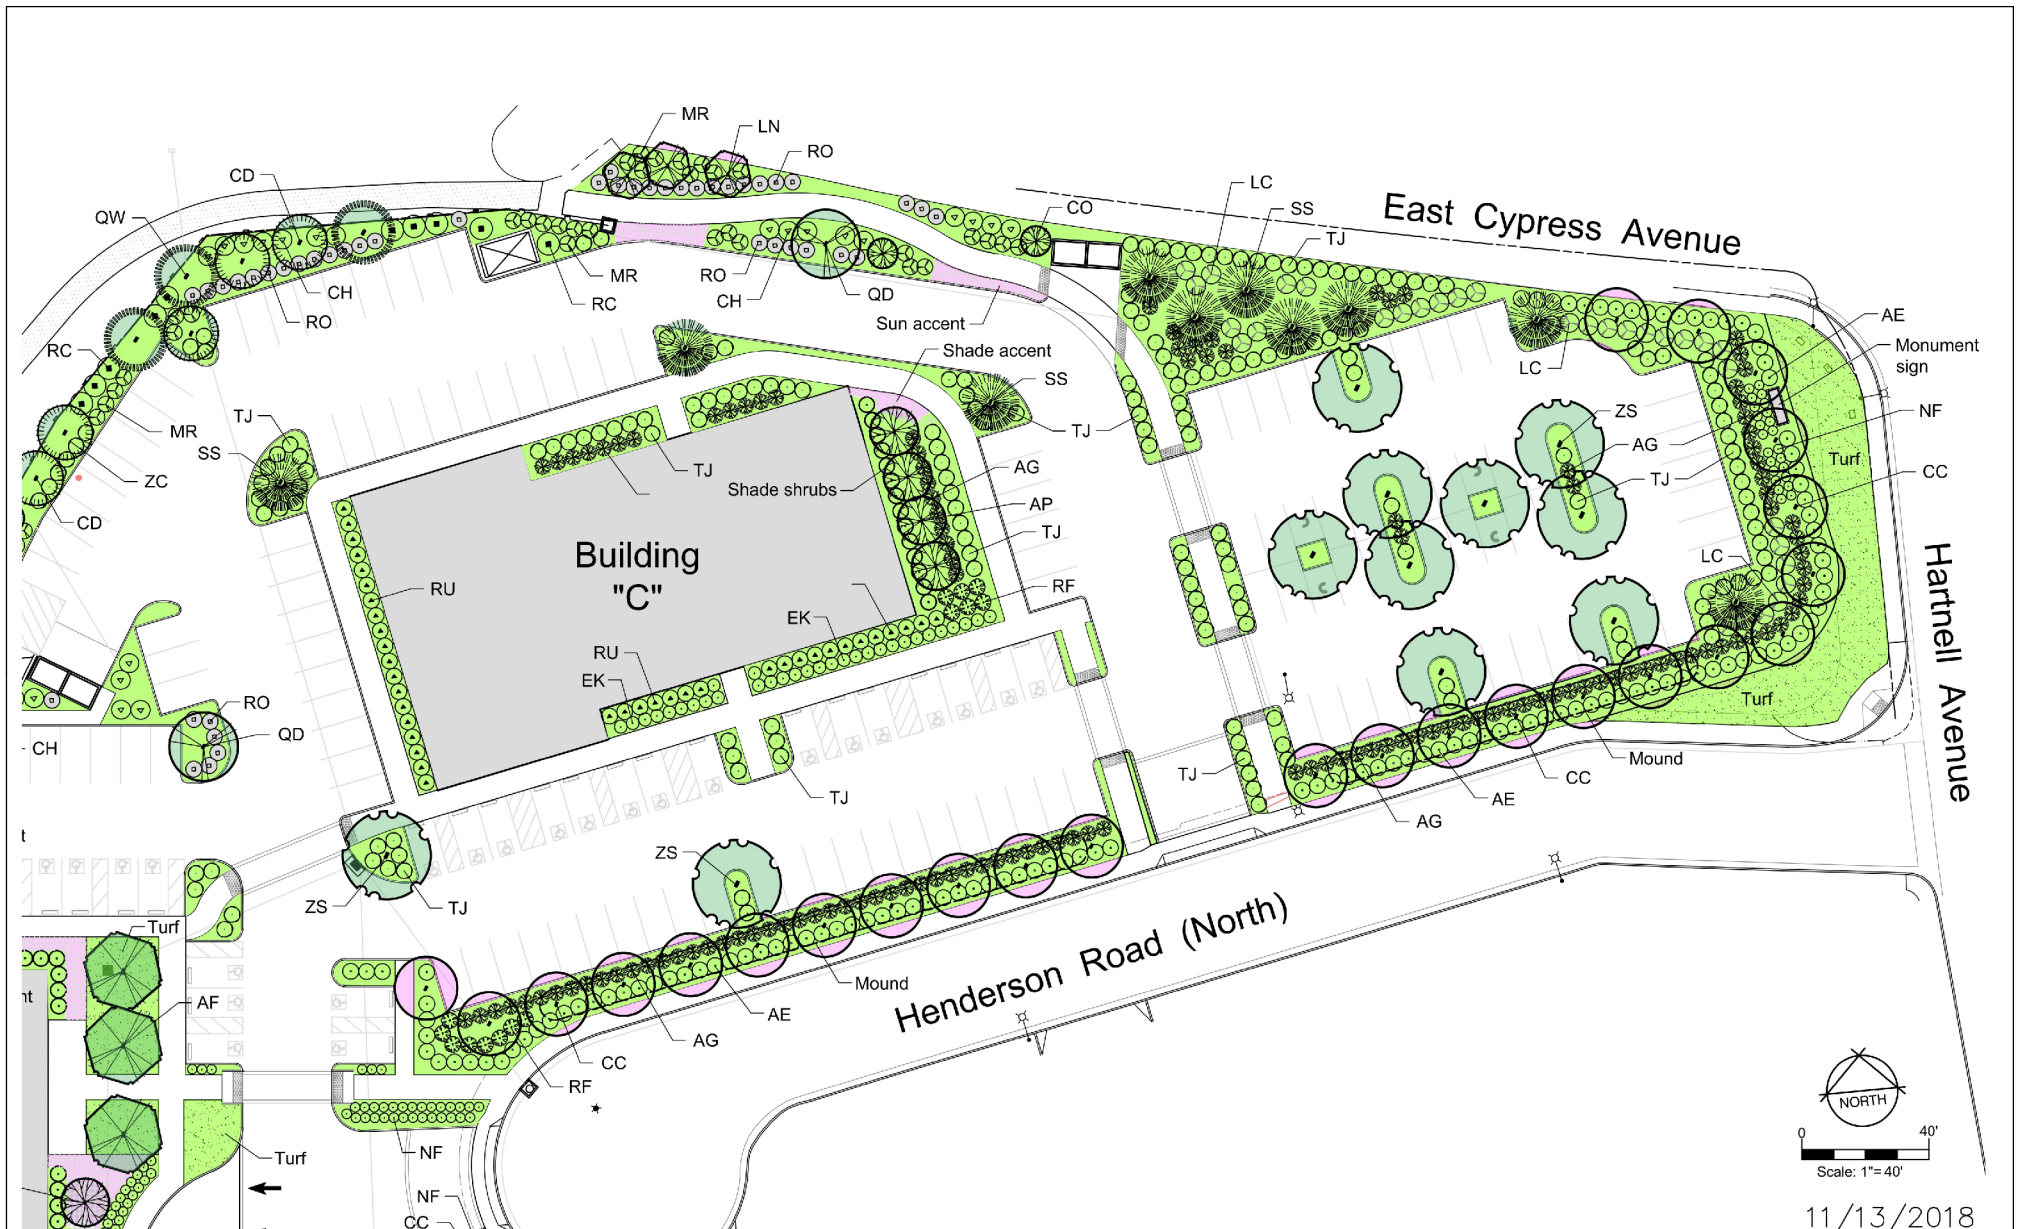 MR
LN
RO
CD
QW
LC
CO
SS
TJ
East Cypress Avenue
RO
CH
MR
RC
CH
RO
QD
Sun accent
AE
Monument
sign
RC
Shade accent
SS
LC
TJ
MR
SS
ZC
CD
TJ
Shade shrubs
AG
AP
TJ
TJ
ZS
AG
TJ
NF
Turf
CC
Building
"C"
RU
RF
EK
RU
EK
LC
Hartnell Avenue
RO
QD
CH
TJ
TJ
Turf
Mound
CC
AE
AG
ZS
ZS
TJ
t
Turf
AF
nt
Mound
AE
AG
CC
RF
Henderson Road (North)
NF
Turf
NF
CC
NORTH
0 40'
Scale: 1"= 40'
11/13/2018